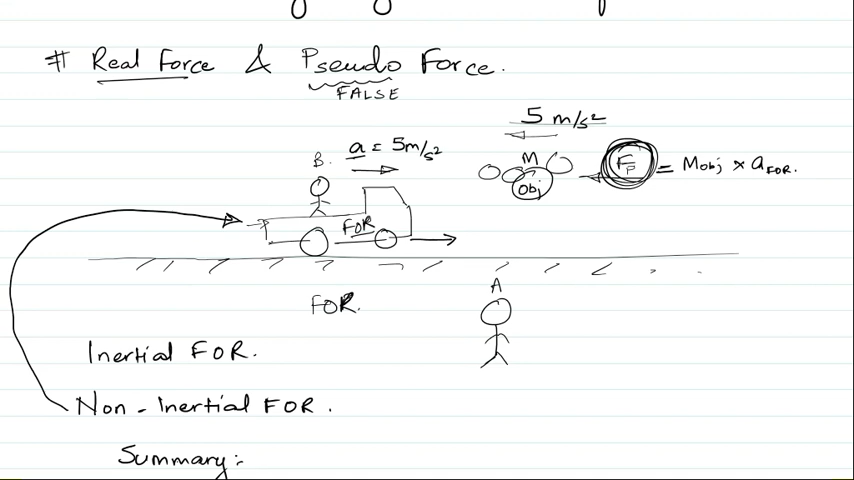 # Real Force & Pseudo Force.
FALSE
5 m/s²
B. a = 5m/s²
M
Obj
Fp = Mobj × aFOR.
FOR
A
FOR.
Inertial FOR.
Non-Inertial FOR.
Summary: